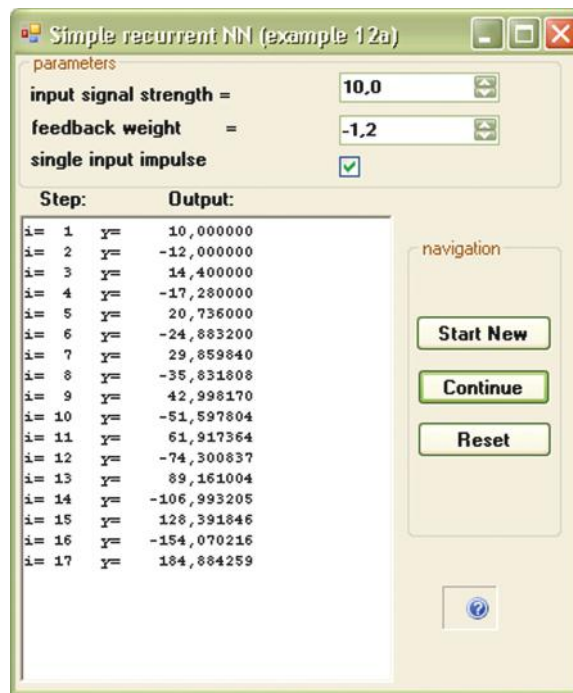 Simple recurrent NN (example 12a)
parameters
input signal strength = 10,0
feedback weight = -1,2
single input impulse
Step: Output:
i= 1 y= 10,000000
i= 2 y= -12,000000
i= 3 y= 14,400000
i= 4 y= -17,280000
i= 5 y= 20,736000
i= 6 y= -24,883200
i= 7 y= 29,859840
i= 8 y= -35,831808
i= 9 y= 42,998170
i= 10 y= -51,597804
i= 11 y= 61,917364
i= 12 y= -74,300837
i= 13 y= 89,161004
i= 14 y= -106,993205
i= 15 y= 128,391846
i= 16 y= -154,070216
i= 17 y= 184,884259
navigation
Start New
Continue
Reset